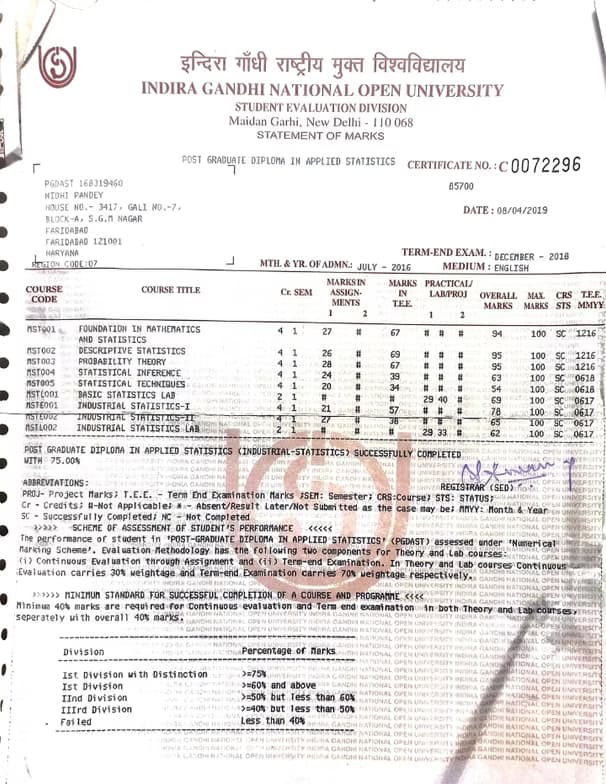 इन्दिरा गाँधी राष्ट्रीय मुक्त विश्वविद्यालय
INDIRA GANDHI NATIONAL OPEN UNIVERSITY
STUDENT EVALUATION DIVISION
Maidan Garhi, New Delhi - 110 068
STATEMENT OF MARKS
POST GRADUATE DIPLOMA IN APPLIED STATISTICS CERTIFICATE NO. : C 0072296
PGDAST 168319460 85700
NIDHI PANDEY
HOUSE NO.- 3417, GALI NO.-7,
BLOCK-A, S.G.M NAGAR DATE : 08/04/2019
FARIDABAD
FARIDABAD 121001
HARYANA TERM-END EXAM. : DECEMBER - 2018
REGION CODE:07 MTH. & YR. OF ADMN.: JULY - 2016 MEDIUM : ENGLISH
COURSE CODE COURSE TITLE Cr. SEM MARKS IN ASSIGN-MENTS 1 2 MARKS IN T.E.E. PRACTICAL/ LAB/PROJ 1 2 OVERALL MARKS MAX. MARKS CRS STS T.E.E. MMYY
MST001 FOUNDATION IN MATHEMATICS 4 1 27 # 67 # # # 94 100 SC 1216
AND STATISTICS
MST002 DESCRIPTIVE STATISTICS 4 1 26 # 69 # # # 95 100 SC 1216
MST003 PROBABILITY THEORY 4 1 28 # 67 # # # 95 100 SC 1216
MST004 STATISTICAL INFERENCE 4 1 24 # 39 # # # 63 100 SC 0618
MST005 STATISTICAL TECHNIQUES 4 1 20 # 34 # # # 54 100 SC 0618
MSTL001 BASIC STATISTICS LAB 2 1 # # # 29 40 # 69 100 SC 0617
MSTE001 INDUSTRIAL STATISTICS-I 4 1 21 # 57 # # # 78 100 SC 0617
MSTE002 INDUSTRIAL STATISTICS-II 4 1 27 # 38 # # # 65 100 SC 0617
MSTL002 INDUSTRIAL STATISTICS LAB 2 1 # # # 29 33 # 62 100 SC 0617
POST GRADUATE DIPLOMA IN APPLIED STATISTICS (INDUSTRIAL-STATISTICS) SUCCESSFULLY COMPLETED
WITH 75.00%
REGISTRAR (SED)
ABBREVIATIONS:
PROJ- Project Marks; T.E.E. - Term End Examination Marks ;SEM: Semester; CRS:Course; STS: STATUS;
Cr - Credits; #-Not Applicable; * - Absent/Result Later/Not Submitted as the case may be; MMYY: Month & Year
SC - Successfully Completed; NC - Not Completed
>>>>> SCHEME OF ASSESSMENT OF STUDENT'S PERFORMANCE <<<<<
The performance of student in 'POST-GRADUATE DIPLOMA IN APPLIED STATISTICS' (PGDAST) assessed under 'Numerical
Marking Scheme'. Evaluation Methodology has the following two components for Theory and Lab courses:
(i) Continuous Evaluation through Assignment and (ii) Term-end Examination. In Theory and Lab courses Continuous
Evaluation carries 30% weightage and Term-end Examination carries 70% weightage respectively.
>>>>>> MINIMUM STANDARD FOR SUCCESSFUL COMPLETION OF A COURSE AND PROGRAMME <<<<
Minimum 40% marks are required for Continuous evaluation and Term end examination in both Theory and Lab courses,
seperately with overall 40% marks.
Division Percentage of Marks
Ist Division with Distinction >=75%
Ist Division >=60% and above
IInd Division >=50% but less than 60%
IIIrd Division >=40% but less than 50%
Failed Less than 40%